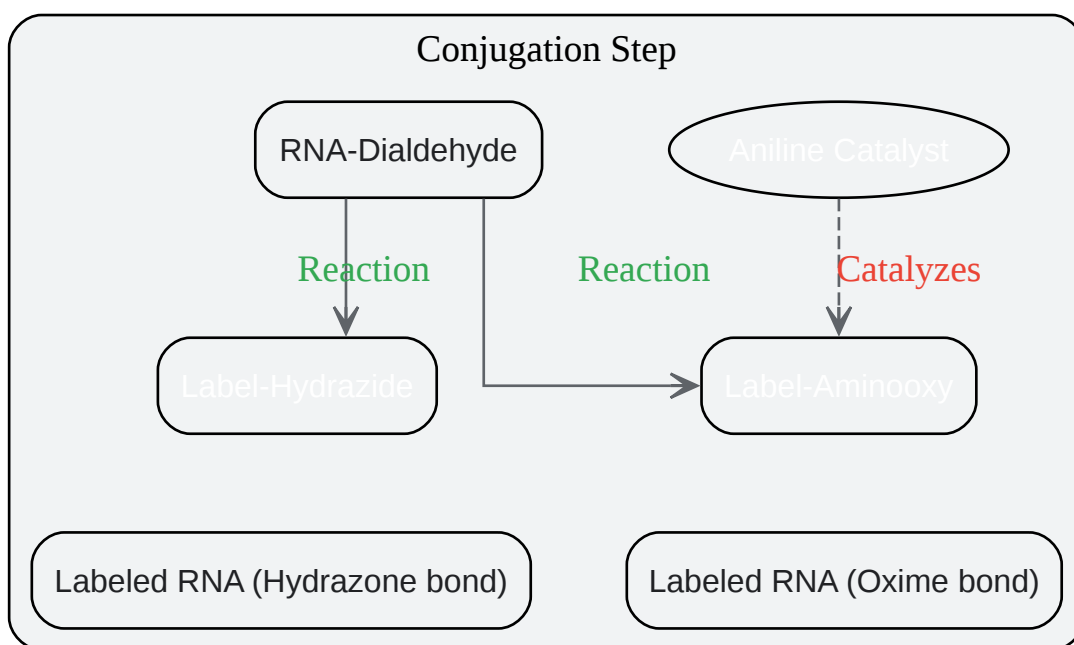 Conjugation Step
RNA-Dialdehyde
Aniline Catalyst
Reaction
Reaction
Catalyzes
Label-Hydrazide
Label-Aminooxy
Labeled RNA (Hydrazone bond)
Labeled RNA (Oxime bond)